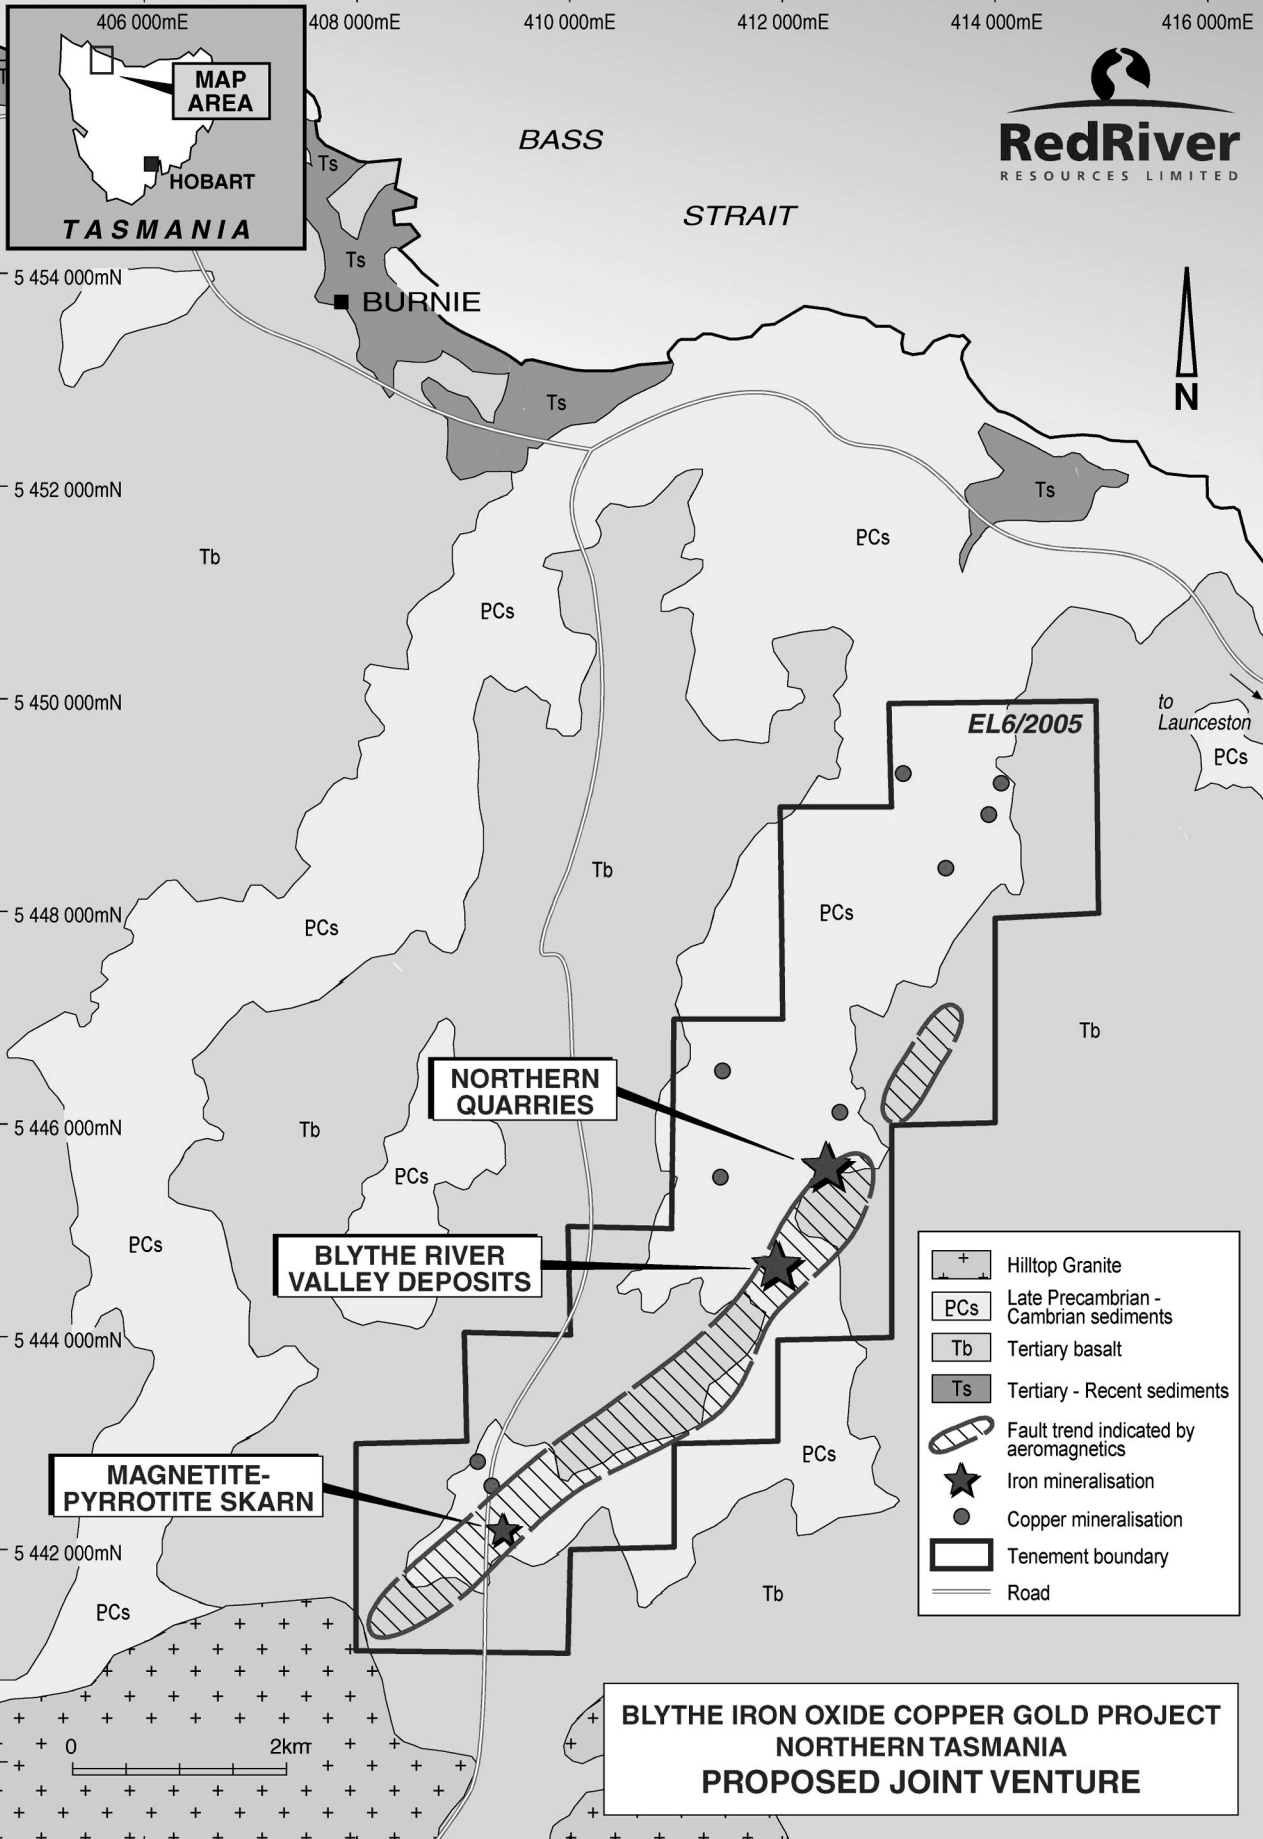 406 000mE
408 000mE
410 000mE
412 000mE
414 000mE
416 000mE
MAP
AREA
HOBART
TASMANIA
BASS
STRAIT
RedRiver
RESOURCES LIMITED
N
Ts
Ts
BURNIE
Ts
Ts
5 454 000mN
5 452 000mN
5 450 000mN
5 448 000mN
5 446 000mN
5 444 000mN
5 442 000mN
Tb
PCs
PCs
EL6/2005
to
Launceston
PCs
Tb
PCs
PCs
Tb
NORTHERN
QUARRIES
Tb
PCs
PCs
BLYTHE RIVER
VALLEY DEPOSITS
MAGNETITE-
PYRROTITE SKARN
PCs
PCs
Tb
+ Hilltop Granite
PCs Late Precambrian -
Cambrian sediments
Tb Tertiary basalt
Ts Tertiary - Recent sediments
Fault trend indicated by
aeromagnetics
Iron mineralisation
Copper mineralisation
Tenement boundary
Road
0 2km
BLYTHE IRON OXIDE COPPER GOLD PROJECT
NORTHERN TASMANIA
PROPOSED JOINT VENTURE